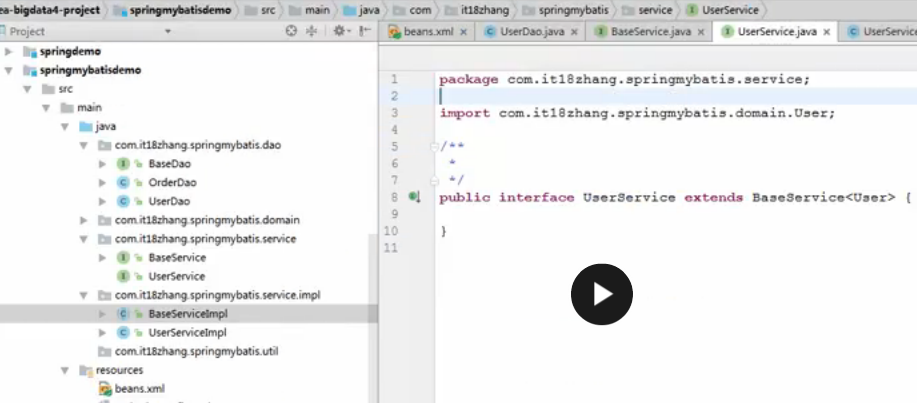 ea-bigdata4-project springmybatisdemo src main java com it18zhang springmybatis service UserService
Project
beans.xml UserDao.java BaseService.java UserService.java UserService
springdemo
springmybatisdemo
src
main
java
com.it18zhang.springmybatis.dao
BaseDao
OrderDao
UserDao
com.it18zhang.springmybatis.domain
com.it18zhang.springmybatis.service
BaseService
UserService
com.it18zhang.springmybatis.service.impl
BaseServiceImpl
UserServiceImpl
com.it18zhang.springmybatis.util
resources
beans.xml
1 package com.it18zhang.springmybatis.service;
2
3 import com.it18zhang.springmybatis.domain.User;
4
5 /**
6 *
7 */
8 public interface UserService extends BaseService<User> {
9
10 }
11